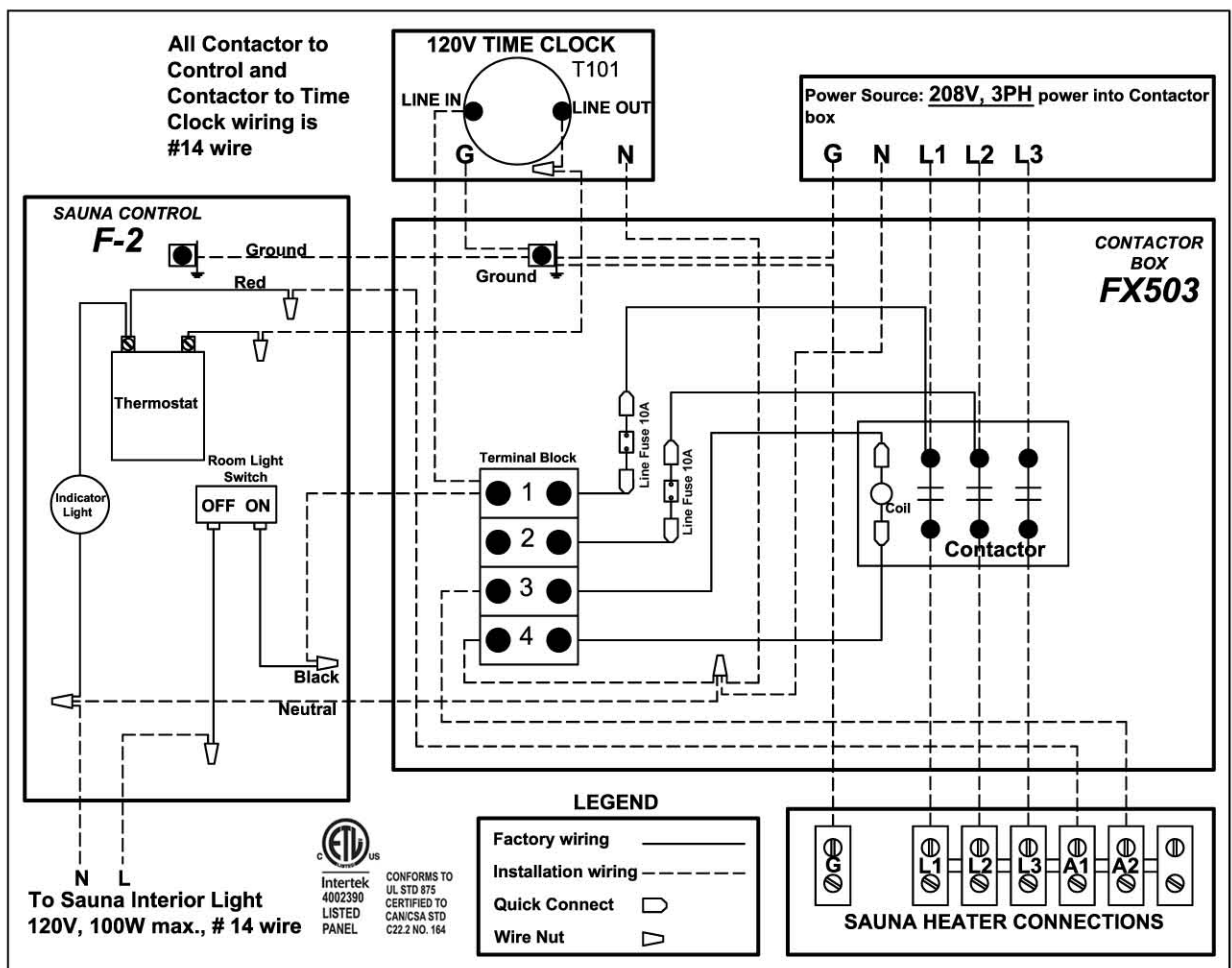 All Contactor to
Control and
Contactor to Time
Clock wiring is
#14 wire
120V TIME CLOCK
T101
LINE IN
LINE OUT
G
N
Power Source: 208V, 3PH power into Contactor
box
G N L1 L2 L3
SAUNA CONTROL
F-2
Ground
Red
Thermostat
Room Light
Switch
OFF ON
Indicator
Light
Black
Neutral
N L
To Sauna Interior Light
120V, 100W max., # 14 wire
Ground
CONTACTOR
BOX
FX503
Line Fuse 10A
Line Fuse 10A
Terminal Block
1
2
3
4
Coil
Contactor
C ETL US
LISTED
Intertek
4002390
LISTED
PANEL
CONFORMS TO
UL STD 875
CERTIFIED TO
CAN/CSA STD
C22.2 NO. 164
LEGEND
Factory wiring
Installation wiring
Quick Connect
Wire Nut
G L1 L2 L3 A1 A2
SAUNA HEATER CONNECTIONS